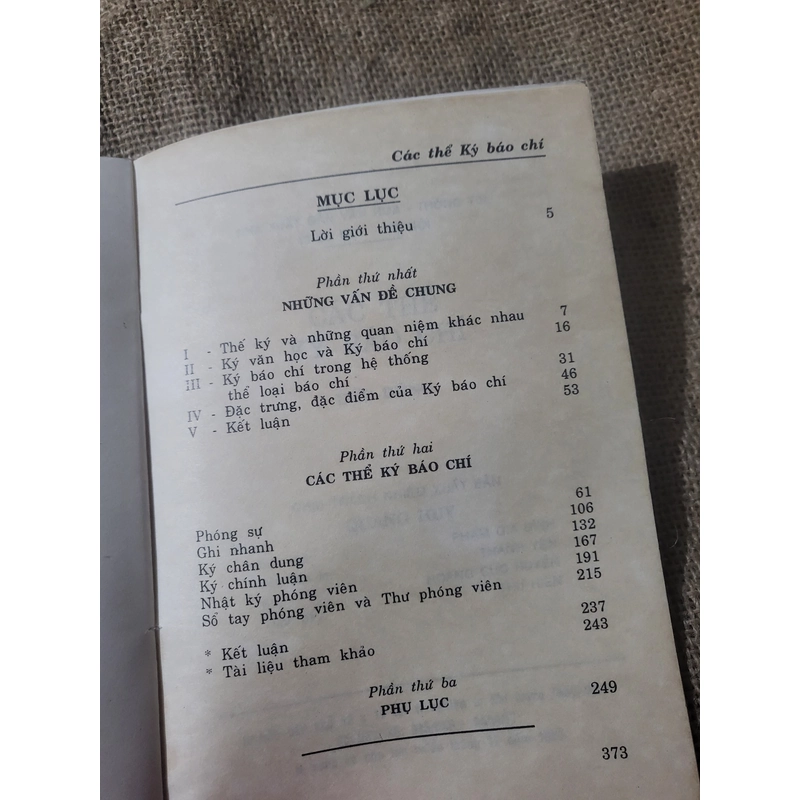 Các thể Ký báo chí
MỤC LỤC
Lời giới thiệu 5
Phần thứ nhất
NHỮNG VẤN ĐỀ CHUNG
I - Thế ký và những quan niệm khác nhau 7
II - Ký văn học và Ký báo chí 16
III - Ký báo chí trong hệ thống
thể loại báo chí 31
IV - Đặc trưng, đặc điểm của Ký báo chí 46
V - Kết luận 53
Phần thứ hai
CÁC THỂ KÝ BÁO CHÍ
Phóng sự 61
Ghi nhanh 106
Ký chân dung 132
Ký chính luận 167
Nhật ký phóng viên 191
Sổ tay phóng viên và Thư phóng viên 215
* Kết luận 237
* Tài liệu tham khảo 243
Phần thứ ba
PHỤ LỤC 249
373